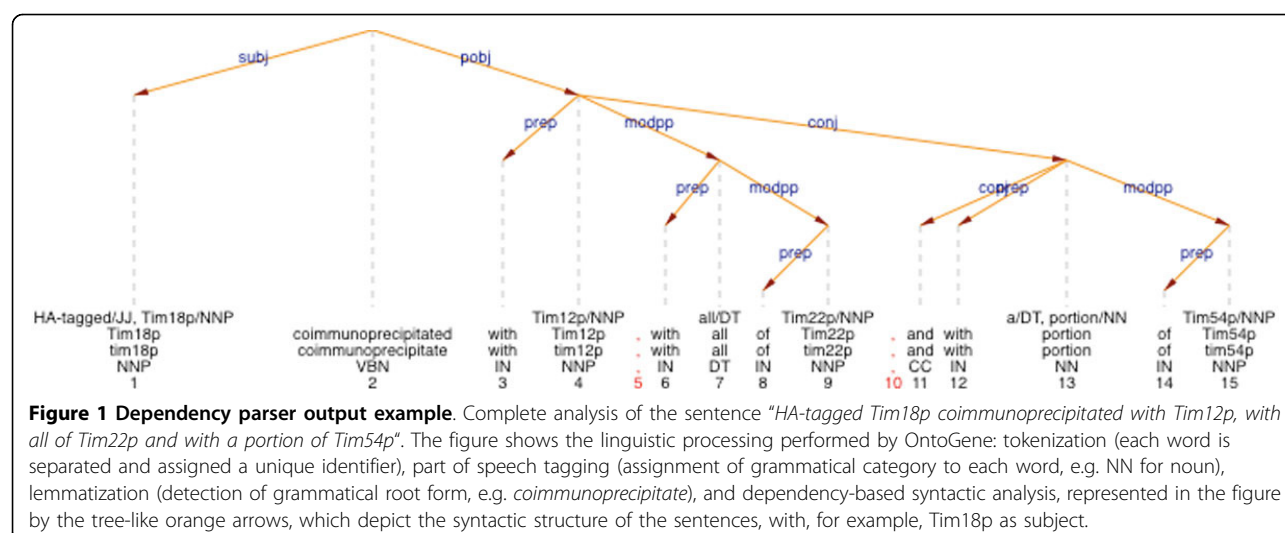 subj pobj
prep modpp conj
prep modpp conj prep modpp
prep prep
HA-tagged/JJ, Tim18p/NNP Tim12p/NNP all/DT Tim22p/NNP a/DT, portion/NN Tim54p/NNP
Tim18p coimmunoprecipitated with Tim12p , with all of Tim22p , and with portion of Tim54p
tim18p coimmunoprecipitate with tim12p , with all of tim22p , and with portion of tim54p
NNP VBN IN NNP , IN DT IN NNP , CC IN NN IN NNP
1 2 3 4 5 6 7 8 9 10 11 12 13 14 15
Figure 1 Dependency parser output example. Complete analysis of the sentence "HA-tagged Tim18p coimmunoprecipitated with Tim12p, with
all of Tim22p and with a portion of Tim54p". The figure shows the linguistic processing performed by OntoGene: tokenization (each word is
separated and assigned a unique identifier), part of speech tagging (assignment of grammatical category to each word, e.g. NN for noun),
lemmatization (detection of grammatical root form, e.g. coimmunoprecipitate), and dependency-based syntactic analysis, represented in the figure
by the tree-like orange arrows, which depict the syntactic structure of the sentences, with, for example, Tim18p as subject.